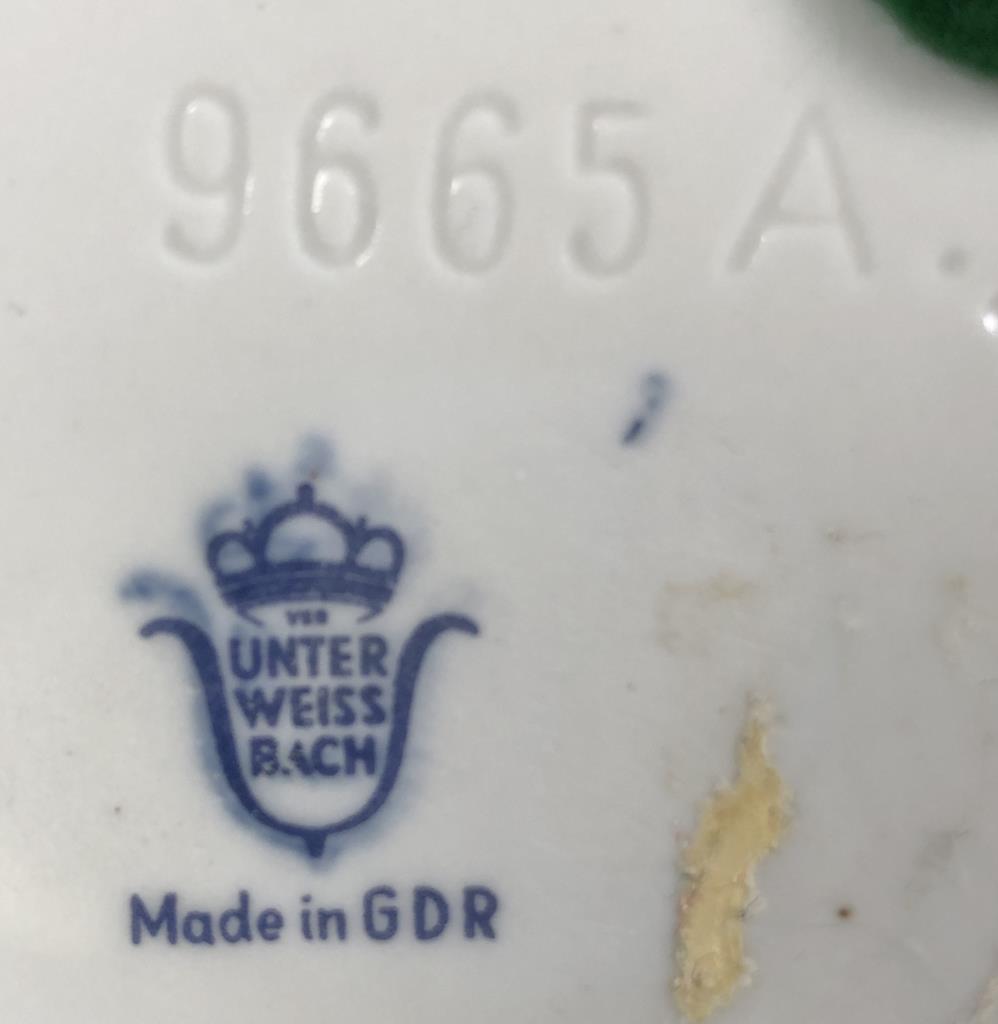 9665 A.
VEB
UNTER
WEISS
BACH
Made in GDR